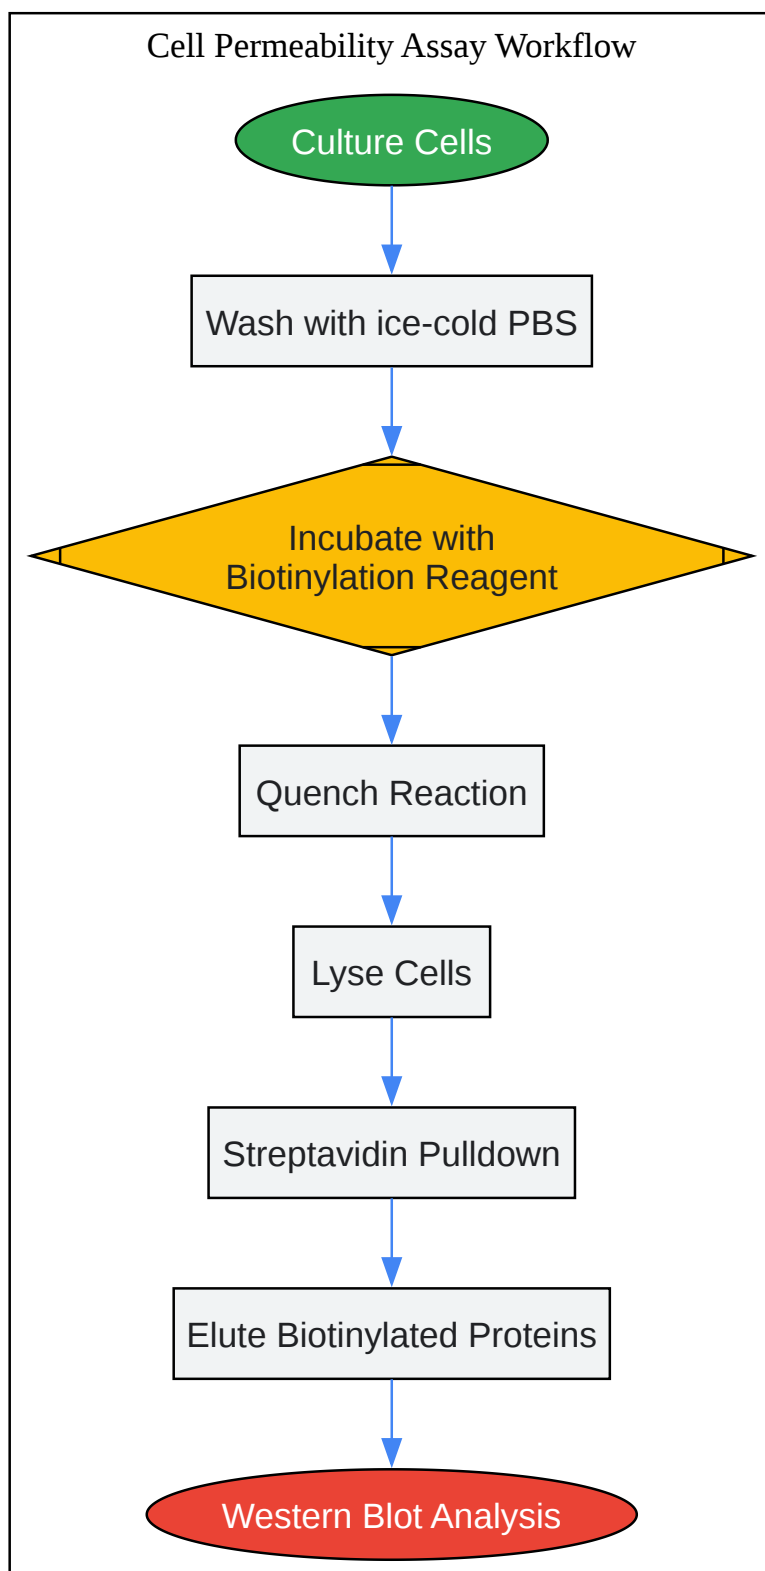 Cell Permeability Assay Workflow
Culture Cells
Wash with ice-cold PBS
Incubate with
Biotinylation Reagent
Quench Reaction
Lyse Cells
Streptavidin Pulldown
Elute Biotinylated Proteins
Western Blot Analysis